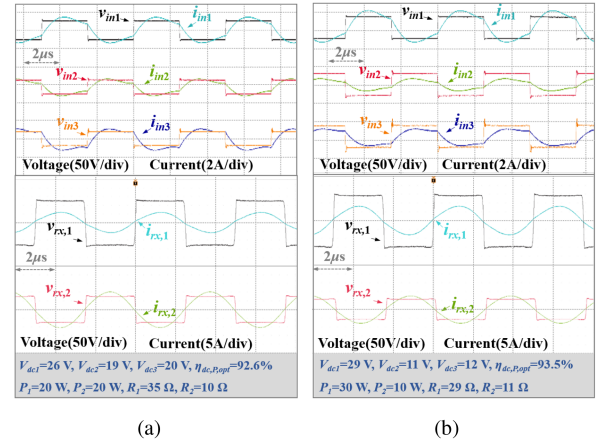 v_in1 i_in1
2μs
v_in2 i_in2
v_in3 i_in3
Voltage(50V/div) Current(2A/div)
v_rx,1 i_rx,1
2μs
v_rx,2 i_rx,2
Voltage(50V/div) Current(5A/div)
V_dc1=26 V, V_dc2=19 V, V_dc3=20 V, η_dc,P,opt=92.6%
P_1=20 W, P_2=20 W, R_1=35 Ω, R_2=10 Ω
(a)
v_in1 i_in1
2μs
v_in2 i_in2
v_in3 i_in3
Voltage(50V/div) Current(2A/div)
v_rx,1 i_rx,1
2μs
v_rx,2 i_rx,2
Voltage(50V/div) Current(5A/div)
V_dc1=29 V, V_dc2=11 V, V_dc3=12 V, η_dc,P,opt=93.5%
P_1=30 W, P_2=10 W, R_1=29 Ω, R_2=11 Ω
(b)